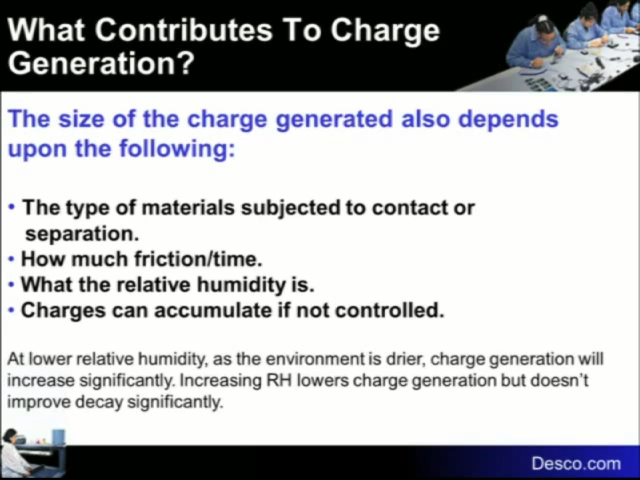 What Contributes To Charge
Generation?
The size of the charge generated also depends
upon the following:
• The type of materials subjected to contact or
separation.
• How much friction/time.
• What the relative humidity is.
• Charges can accumulate if not controlled.
At lower relative humidity, as the environment is drier, charge generation will
increase significantly. Increasing RH lowers charge generation but doesn't
improve decay significantly.
Desco.com